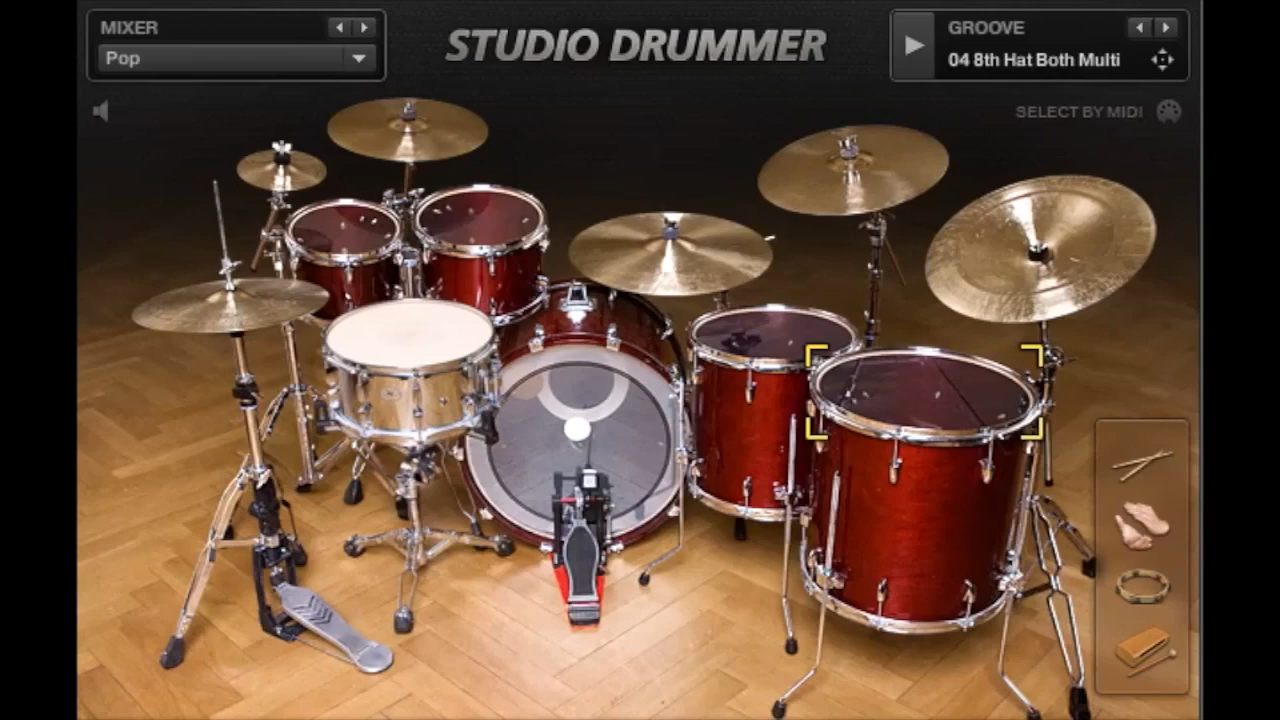 MIXER
Pop
STUDIO DRUMMER
GROOVE
04 8th Hat Both Multi
SELECT BY MIDI